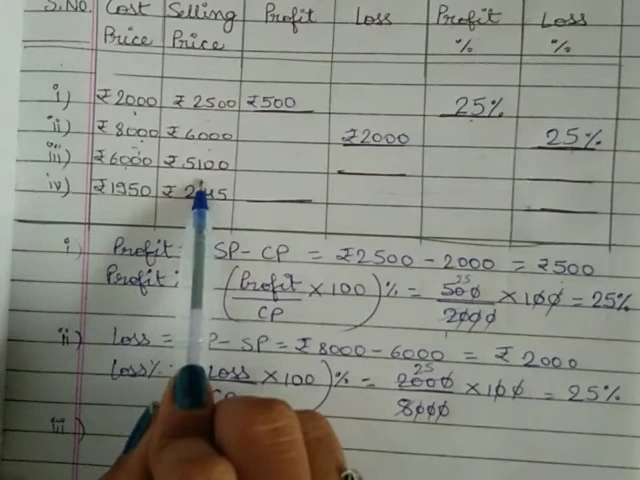 S.No. Cost Price Selling Price Profit Loss Profit % Loss %
i) ₹2000 ₹2500 ₹500 25%
ii) ₹8000 ₹6000 ₹2000 25%
iii) ₹6000 ₹5100
iv) ₹1950 ₹
i) Profit: SP-CP = ₹2500-2000 = ₹500
Profit: (Profit/CP × 100)% = 25 500/2000 × 100 = 25%
ii) Loss = P-SP = ₹8000-6000 = ₹2000
Loss%: Loss × 100)% = 25 2000/8000 × 100 = 25%
iii)